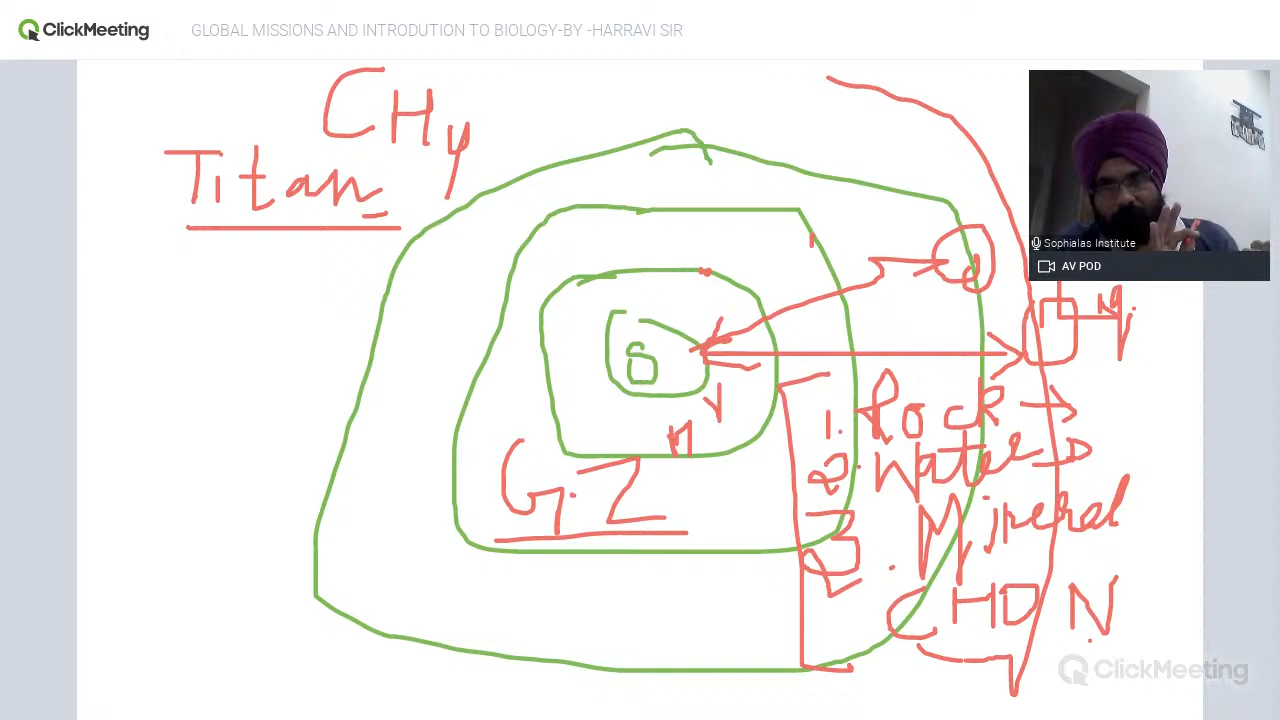 ClickMeeting
GLOBAL MISSIONS AND INTRODUTION TO BIOLOGY-BY -HARRAVI SIR
CH4
Titan
Sophialas Institute
AV POD
G.Z
1. Rock →
2. Water →
3. Mineral
CHON
ClickMeeting